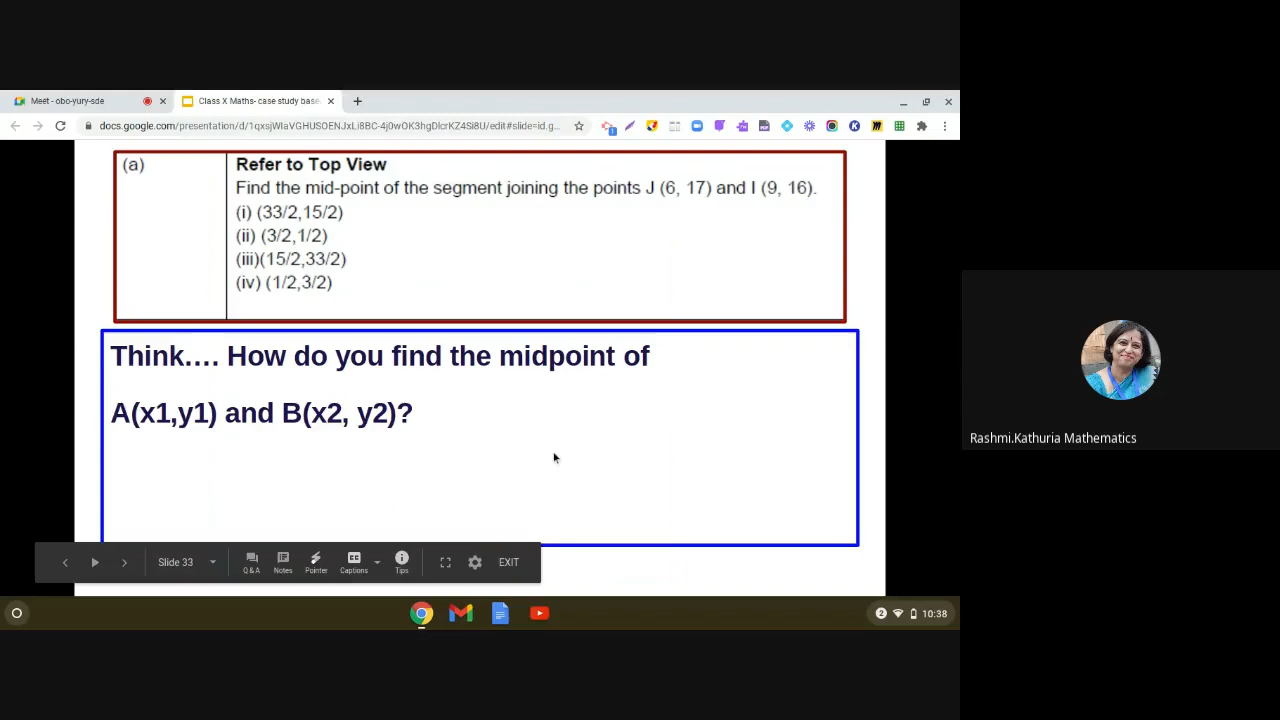 Meet - obo-yury-sde
Class X Maths- case study base
docs.google.com/presentation/d/1qxsjWIaVGHUSOENJxLi8BC-4j0wOK3hgDlcrKZ4Si8U/edit#slide=id.g...
(a)
Refer to Top View
Find the mid-point of the segment joining the points J (6, 17) and I (9, 16).
(i) (33/2,15/2)
(ii) (3/2,1/2)
(iii)(15/2,33/2)
(iv) (1/2,3/2)
Think.... How do you find the midpoint of
A(x1,y1) and B(x2, y2)?
Rashmi.Kathuria Mathematics
Slide 33
Q & A
Notes
Pointer
Captions
Tips
EXIT
2
10:38